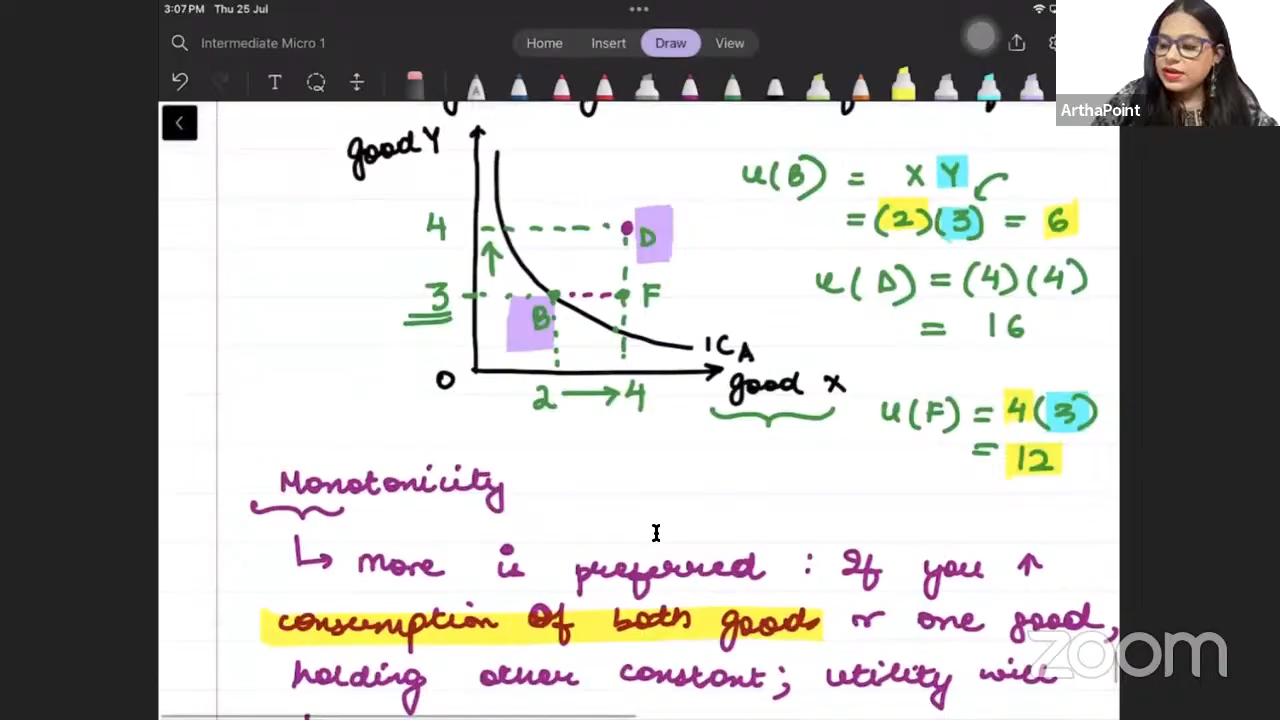 3:07 PM Thu 25 Jul
Intermediate Micro 1
Home Insert Draw View
T
A
ArthaPoint
good Y
u(B) = X Y
4 D
= (2)(3) = 6
u(D) = (4)(4)
3 B F
= 16
IC A
0 2 → 4 good X
u(F) = 4(3)
= 12
Monotonicity
↳ More is preferred : If you ↑
consumption of both goods or one good,
holding other constant; utility will
zoom